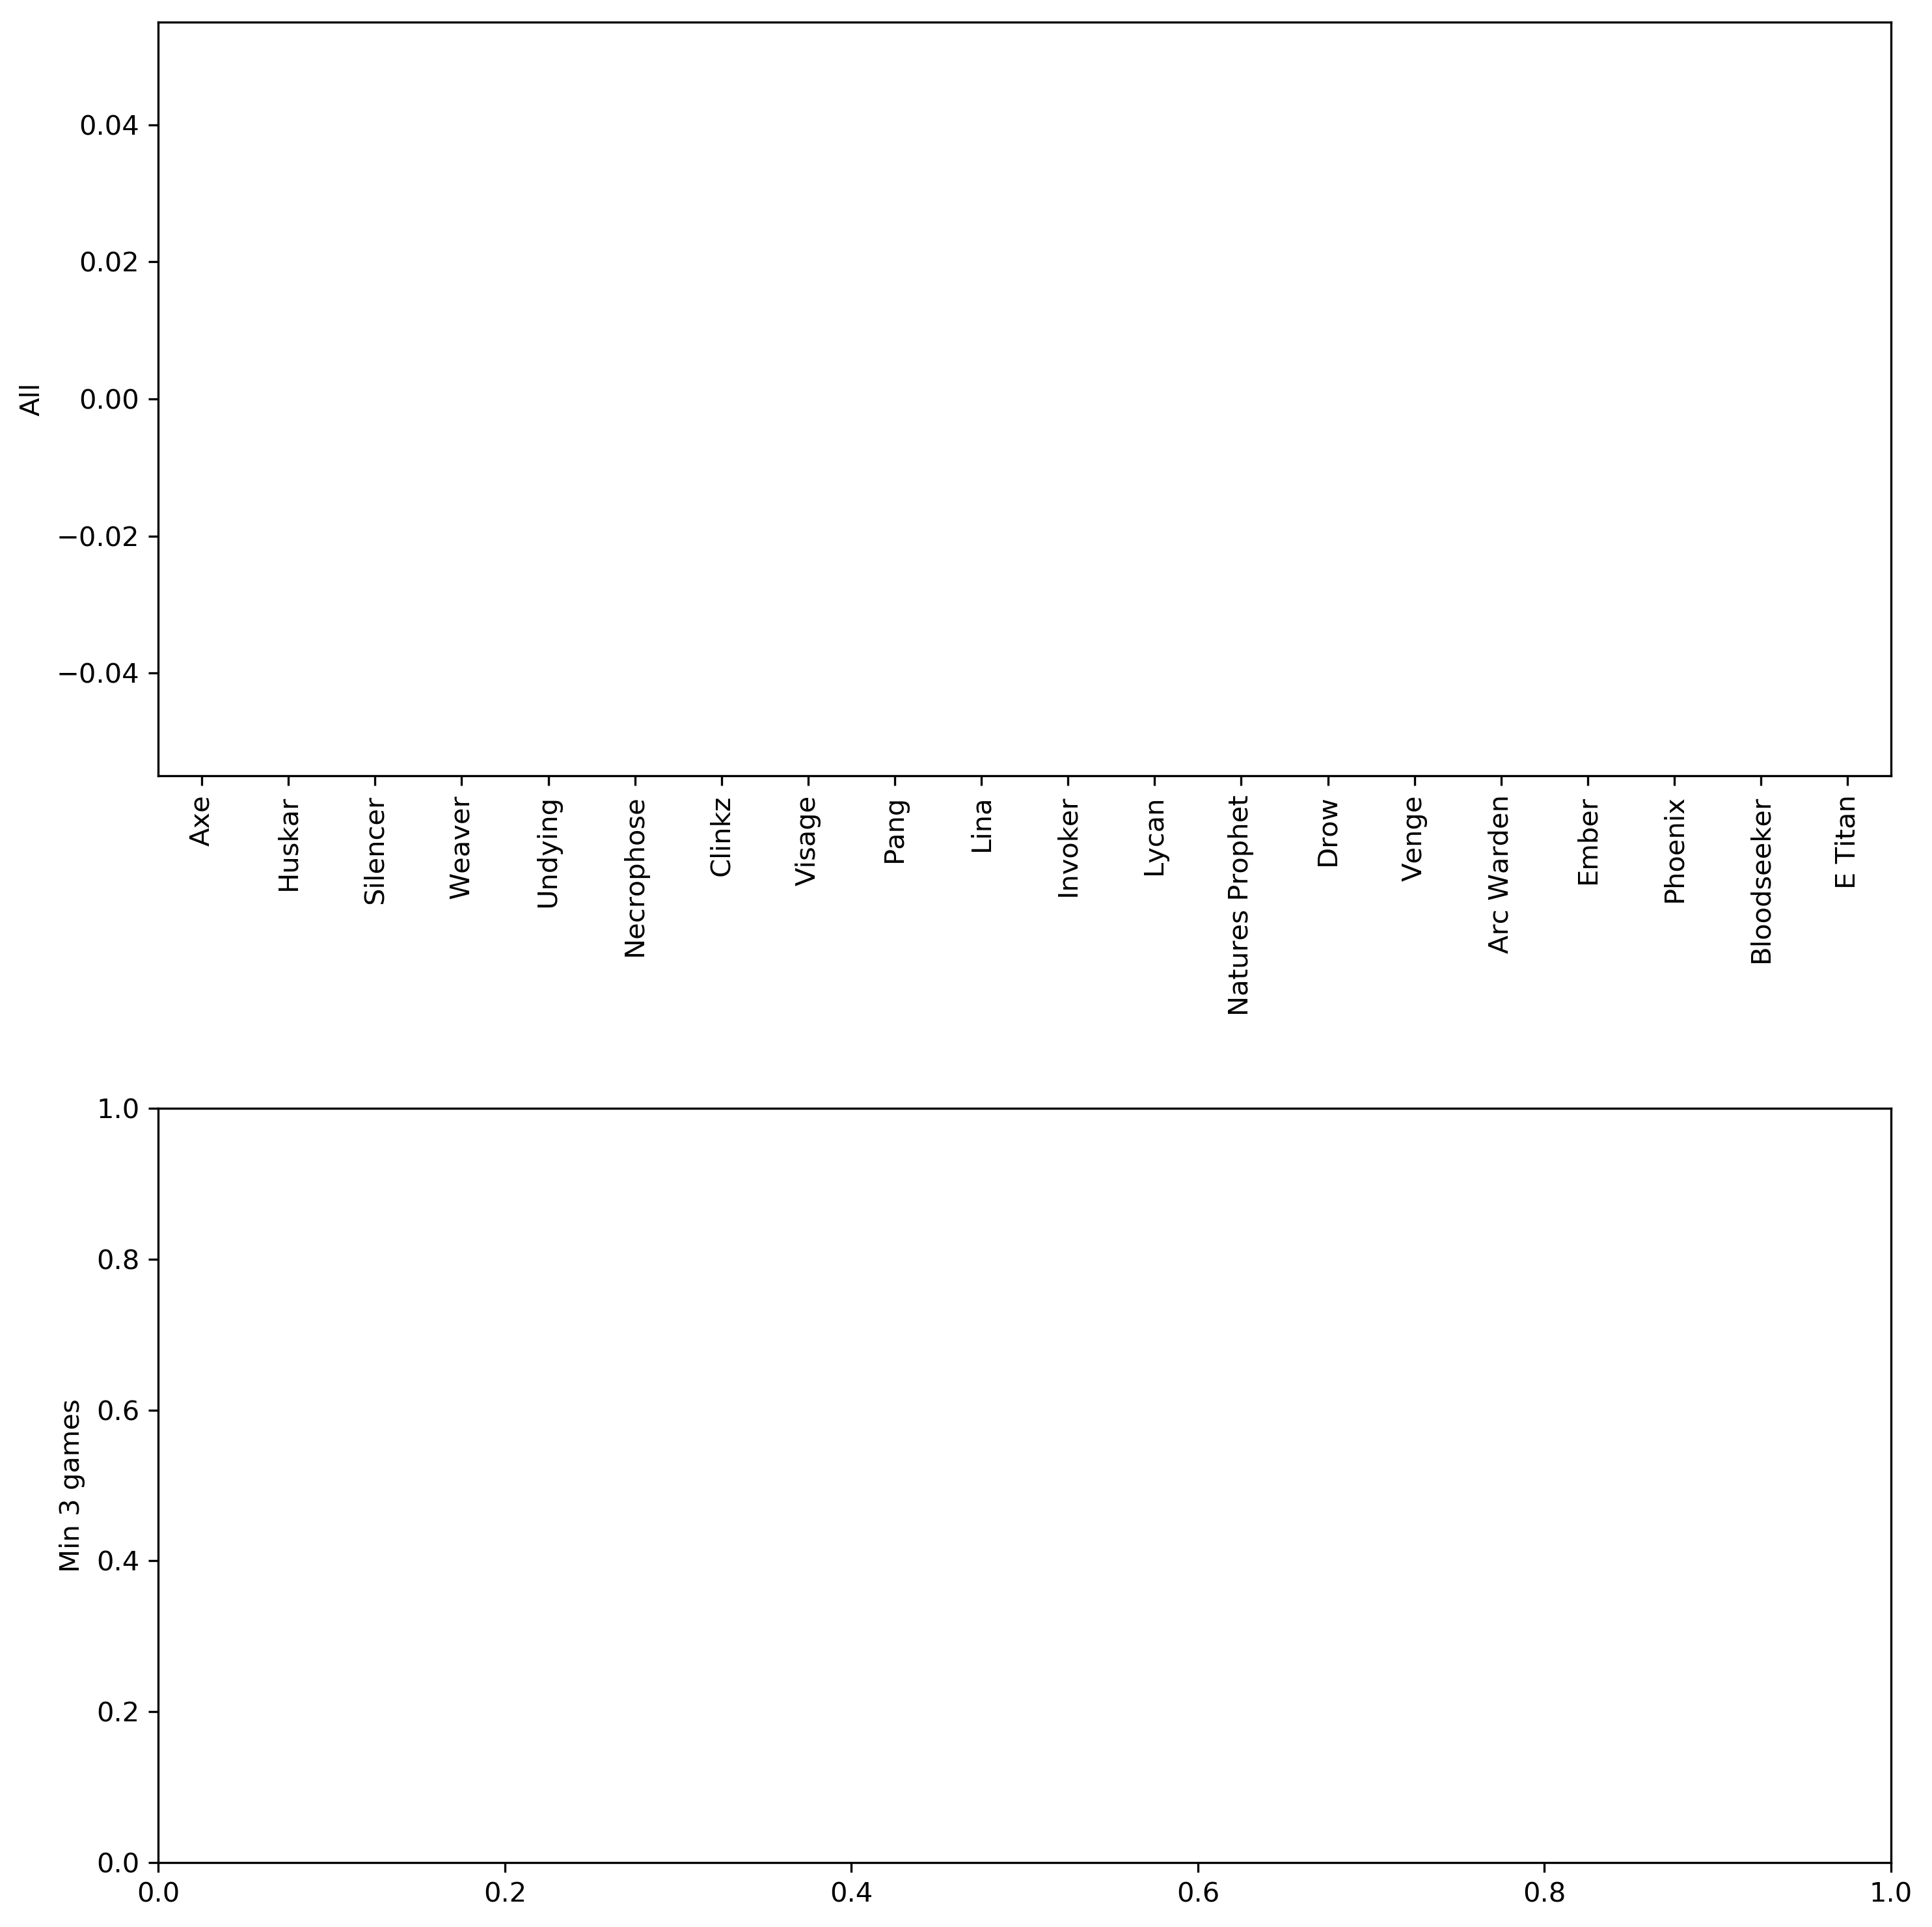 0.04
0.02
0.00
−0.02
−0.04
All
Axe
Huskar
Silencer
Weaver
Undying
Necrophose
Clinkz
Visage
Pang
Lina
Invoker
Lycan
Natures Prophet
Drow
Venge
Arc Warden
Ember
Phoenix
Bloodseeker
E Titan
1.0
0.8
0.6
0.4
0.2
0.0
Min 3 games
0.0 0.2 0.4 0.6 0.8 1.0